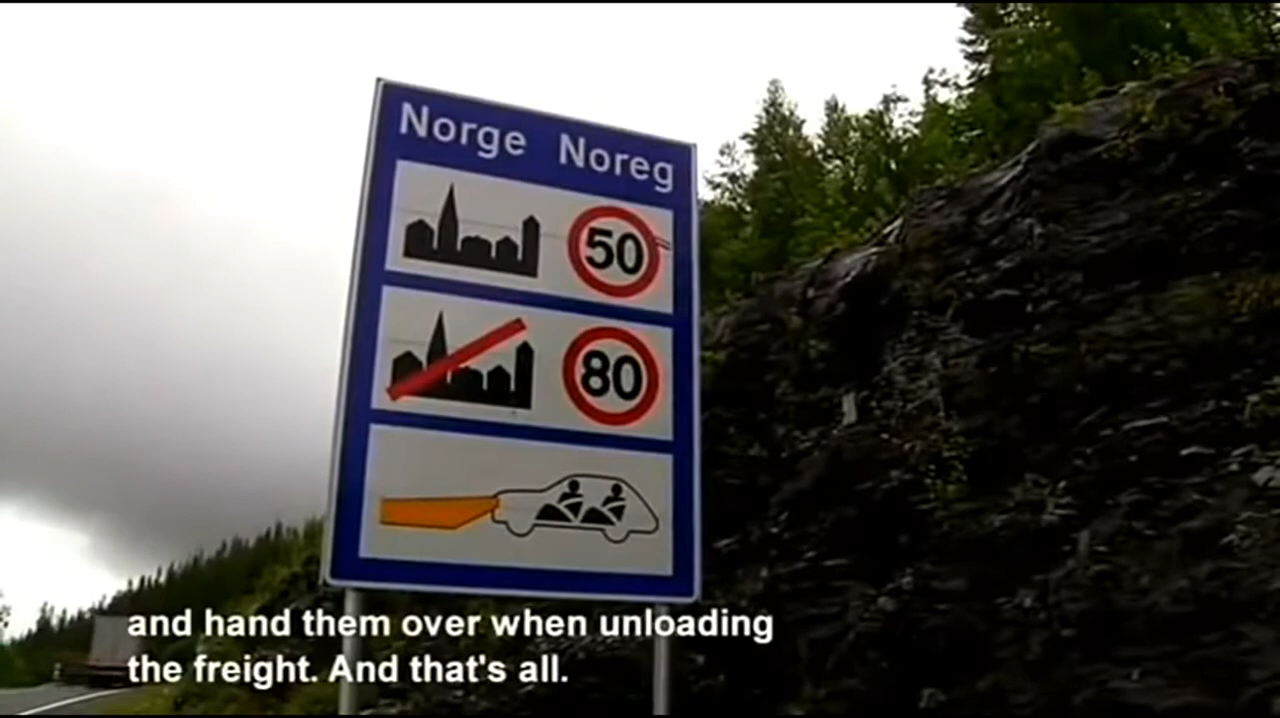 Norge Noreg
50
80
and hand them over when unloading
the freight. And that's all.